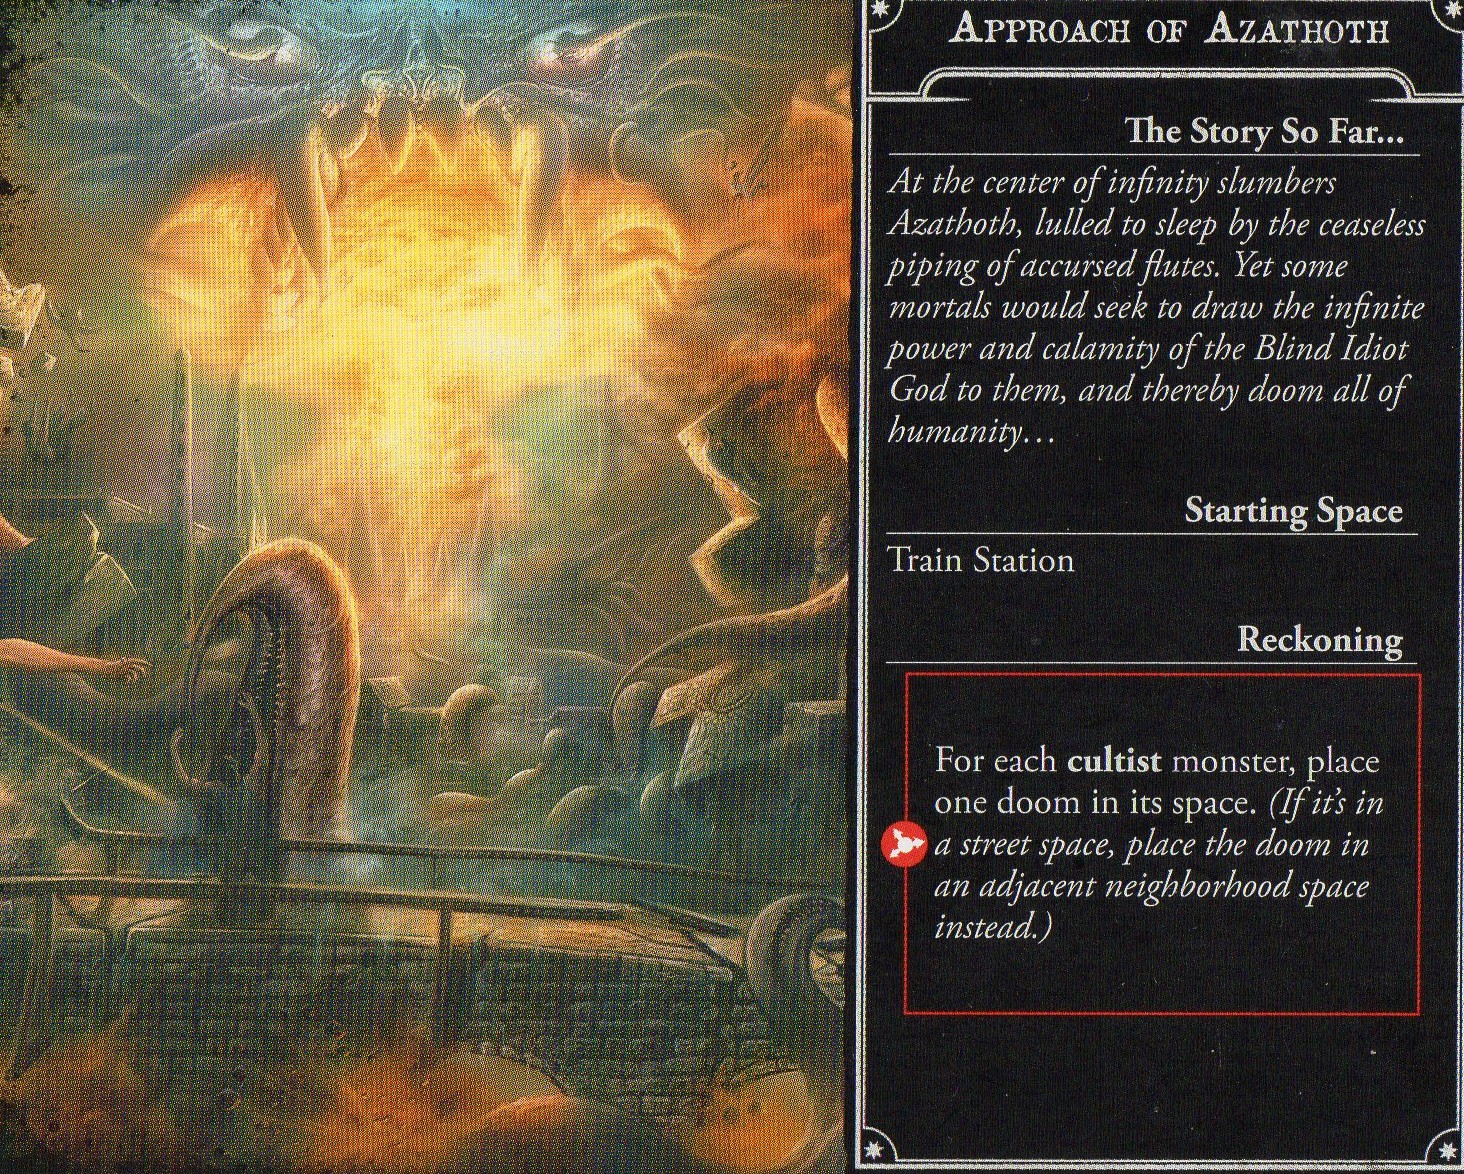 Approach of Azathoth
The Story So Far...
At the center of infinity slumbers
Azathoth, lulled to sleep by the ceaseless
piping of accursed flutes. Yet some
mortals would seek to draw the infinite
power and calamity of the Blind Idiot
God to them, and thereby doom all of
humanity…
Starting Space
Train Station
Reckoning
For each cultist monster, place
one doom in its space. (If it's in
a street space, place the doom in
an adjacent neighborhood space
instead.)